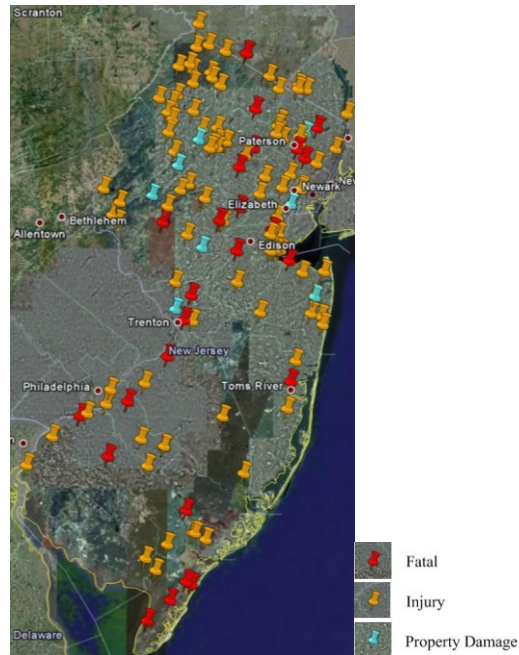 Scranton
Paterson
Newark
Elizabeth
Bethlehem
Allentown
Edison
Trenton
New Jersey
Philadelphia
Toms River
Delaware
Fatal
Injury
Property Damage